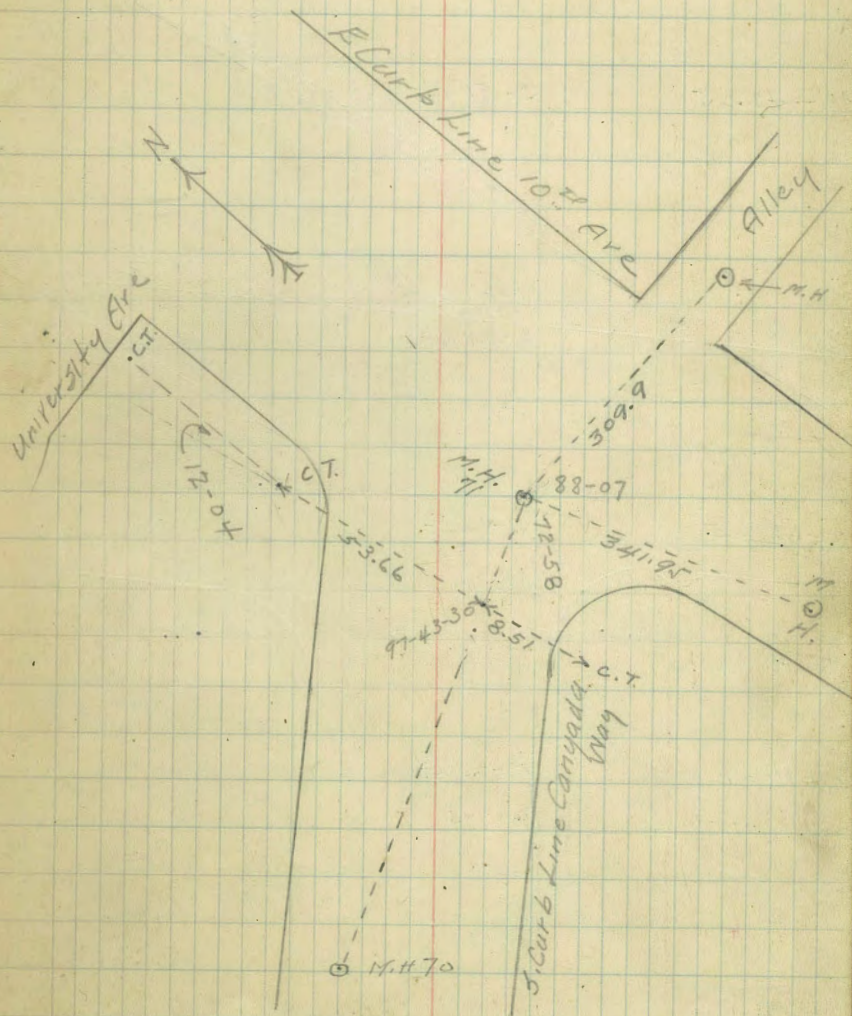 E. Curb Line 10th Ave
N
Alley
M.H
University Ave
C.T.
309.9
12-04
C T.
M.H.
71
88-07
53.66
12-58
341.95
M
H.
97-43-30
8.51
C.T.
S. Curb Line Canyada
Way
M.H 70